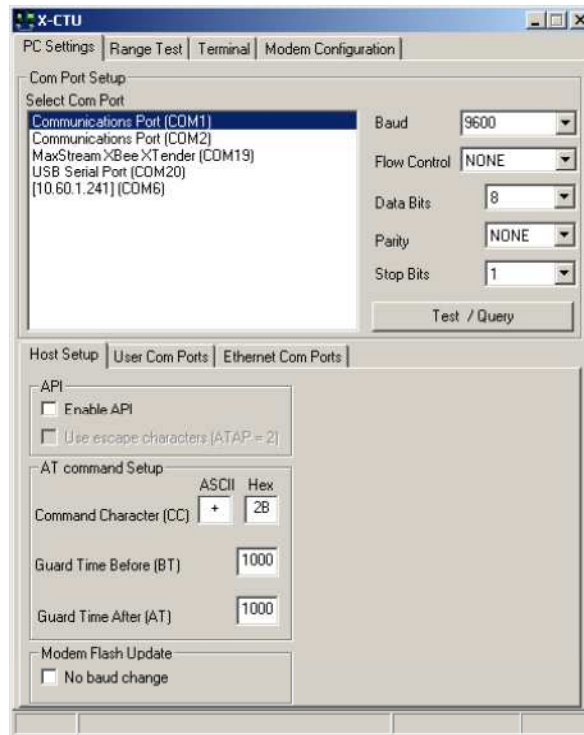 X-CTU
PC Settings Range Test Terminal Modem Configuration
Com Port Setup
Select Com Port
Communications Port (COM1)
Communications Port (COM2)
MaxStream XBee XTender (COM19)
USB Serial Port (COM20)
[10.60.1.241] (COM6)
Baud 9600
Flow Control NONE
Data Bits 8
Parity NONE
Stop Bits 1
Test / Query
Host Setup User Com Ports Ethernet Com Ports
API
Enable API
Use escape characters (ATAP = 2)
AT command Setup
ASCII Hex
Command Character (CC) + 2B
Guard Time Before (BT) 1000
Guard Time After (AT) 1000
Modem Flash Update
No baud change